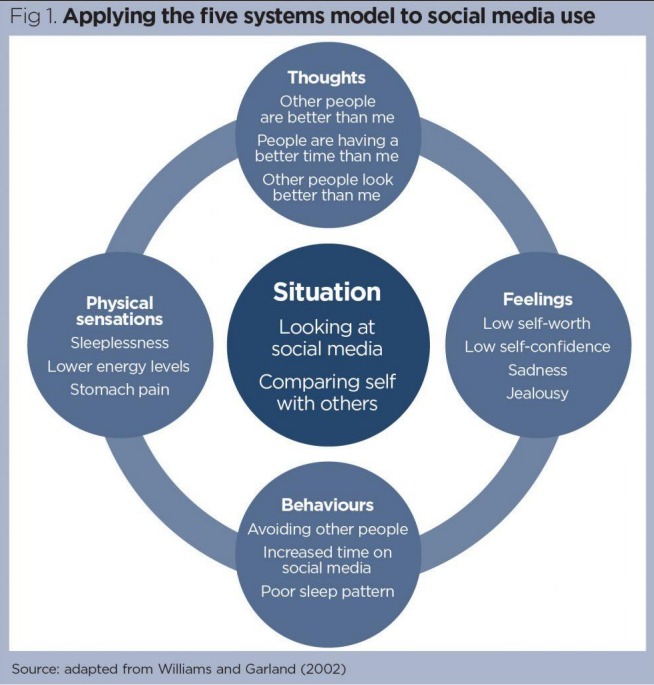 Fig 1. Applying the five systems model to social media use
Thoughts
Other people
are better than me
People are having a
better time than me
Other people look
better than me
Physical
sensations
Sleeplessness
Lower energy levels
Stomach pain
Situation
Looking at
social media
Comparing self
with others
Feelings
Low self-worth
Low self-confidence
Sadness
Jealousy
Behaviours
Avoiding other people
Increased time on
social media
Poor sleep pattern
Source: adapted from Williams and Garland (2002)